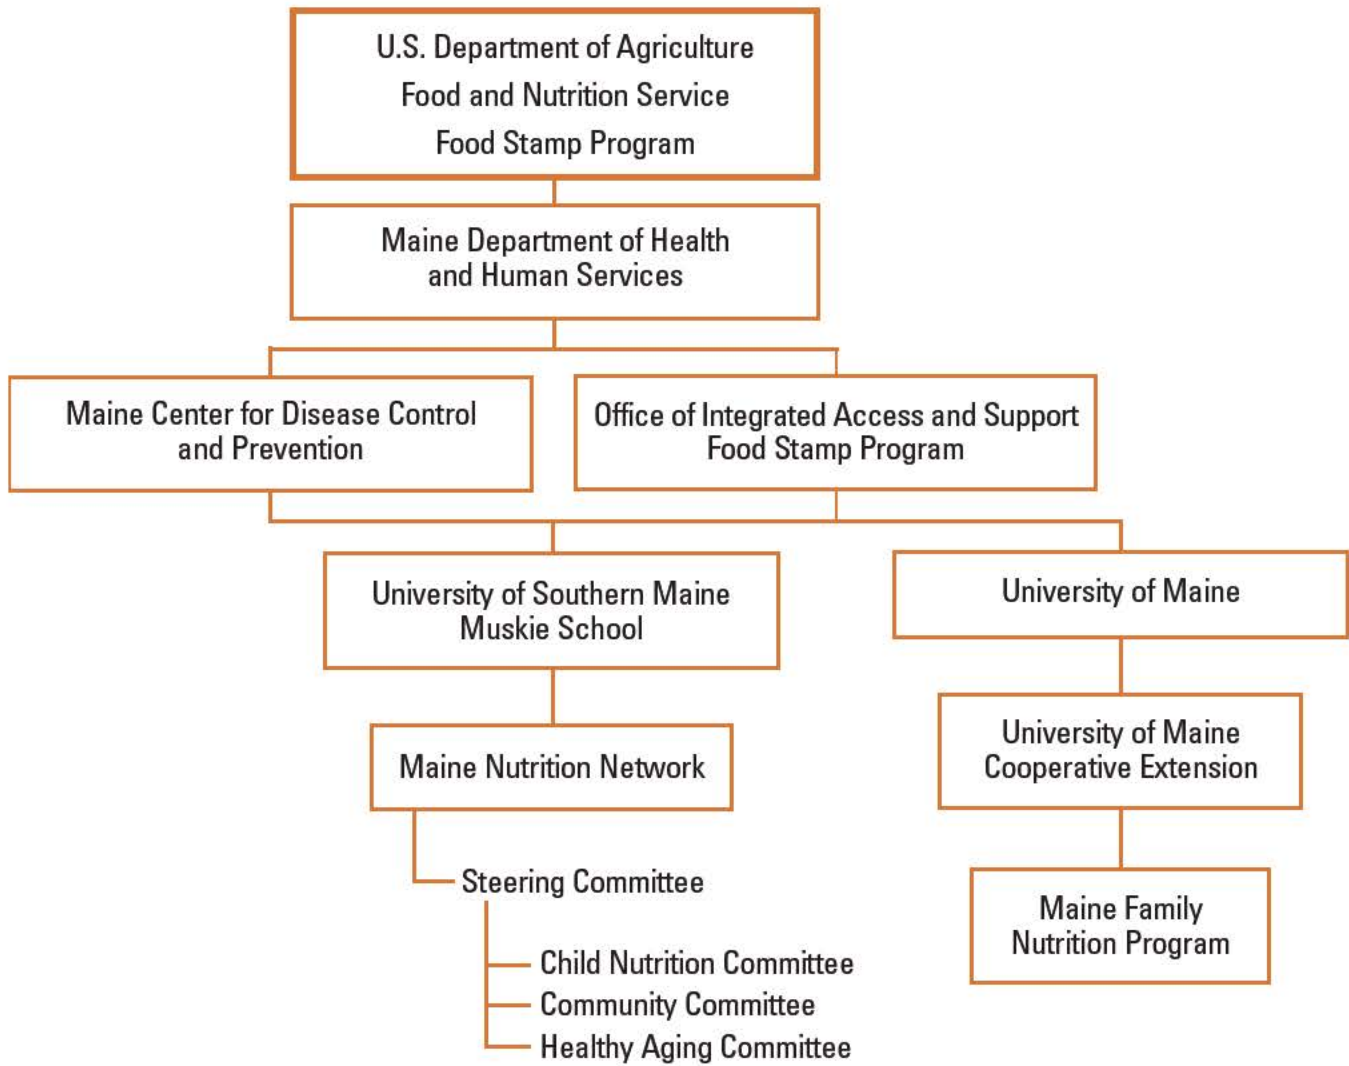 U.S. Department of Agriculture
Food and Nutrition Service
Food Stamp Program
Maine Department of Health
and Human Services
Maine Center for Disease Control
and Prevention
Office of Integrated Access and Support
Food Stamp Program
University of Southern Maine
Muskie School
University of Maine
Maine Nutrition Network
University of Maine
Cooperative Extension
Steering Committee
Child Nutrition Committee
Community Committee
Healthy Aging Committee
Maine Family
Nutrition Program